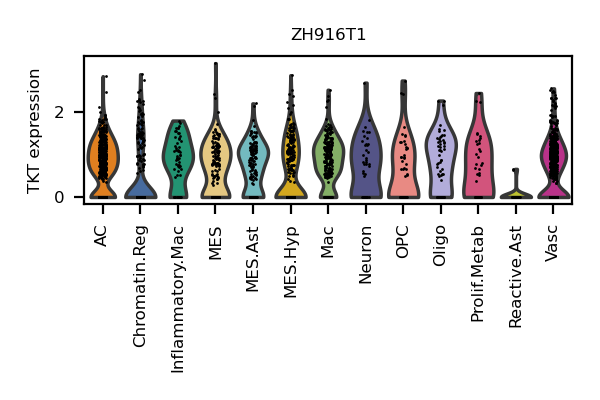 ZH916T1
TKT expression
2
0
AC
Chromatin.Reg
Inflammatory.Mac
MES
MES.Ast
MES.Hyp
Mac
Neuron
OPC
Oligo
Prolif.Metab
Reactive.Ast
Vasc